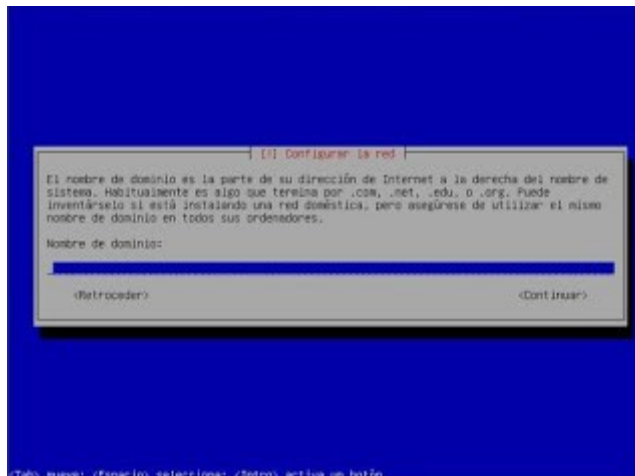 [!] Configurar la red
El nombre de dominio es la parte de su dirección de Internet a la derecha del nombre de
sistema. Habitualmente es algo que termina por .com, .net, .edu, o .org. Puede
inventárselo si está instalando una red doméstica, pero asegúrese de utilizar el mismo
nombre de dominio en todos sus ordenadores.
Nombre de dominio:
<Retroceder> <Continuar>
<Tab> mueve; <Espacio> selecciona; <Intro> activa un botón